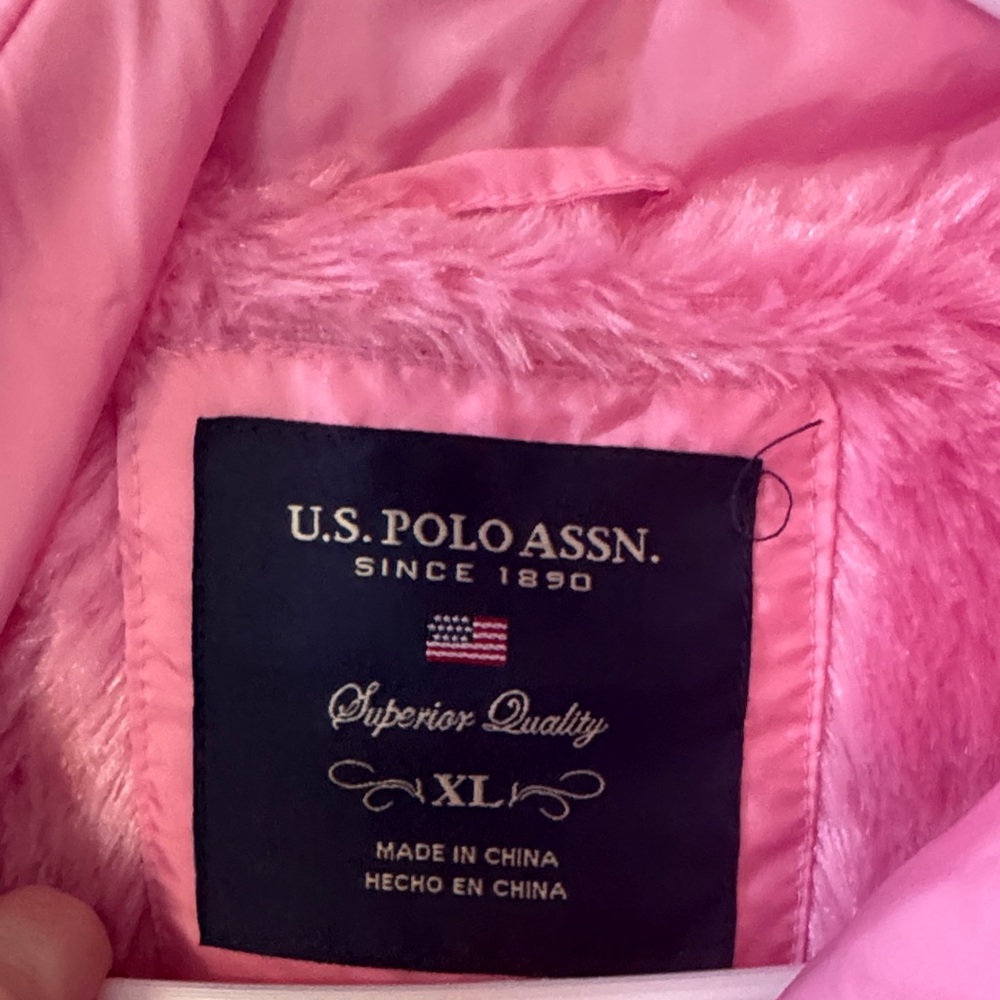 U.S. POLO ASSN.
SINCE 1890
Superior Quality
XL
MADE IN CHINA
HECHO EN CHINA